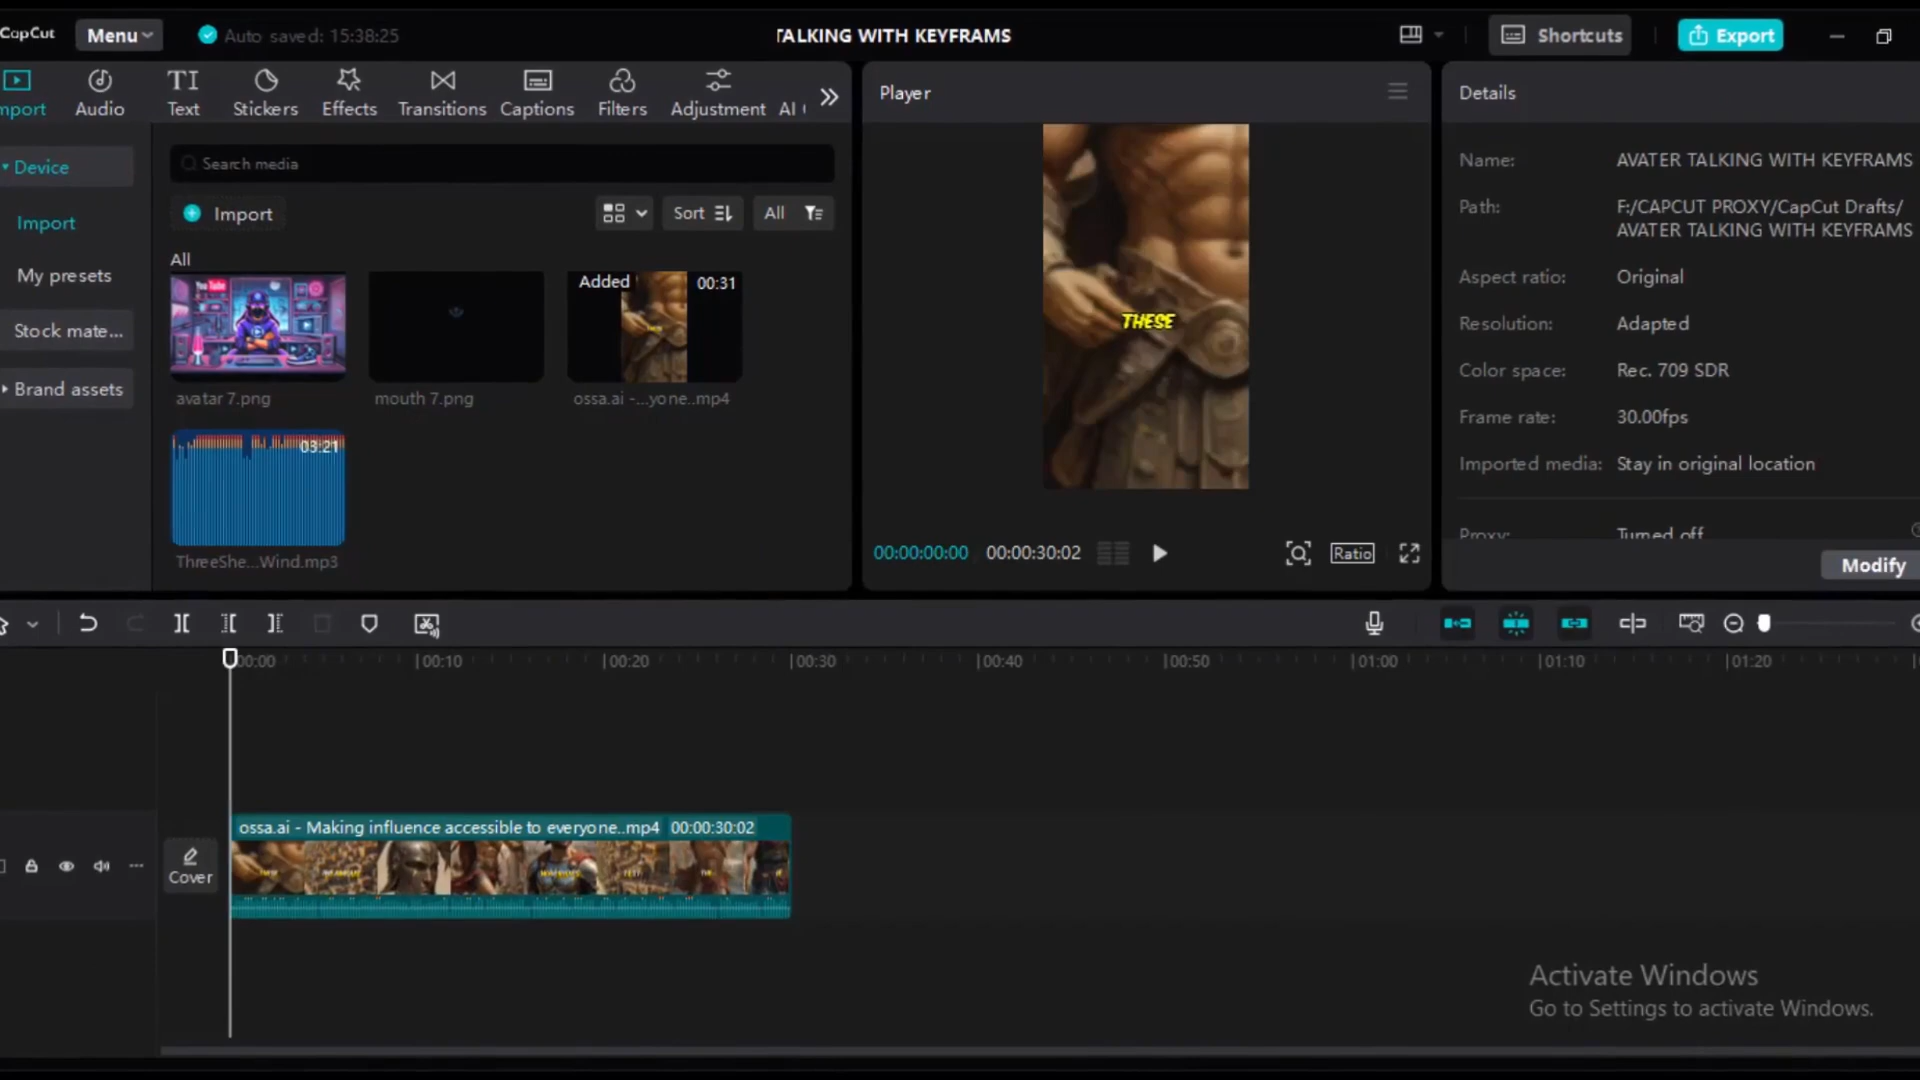 CapCut
Menu
Auto saved: 15:38:25
TALKING WITH KEYFRAMS
Shortcuts
Export
mport
Audio
Text
Stickers
Effects
Transitions
Captions
Filters
Adjustment
AI
Player
Details
Device
Import
My presets
Stock mate...
Brand assets
Search media
Import
Sort
All
All
YouTube
avatar 7.png
mouth 7.png
Added
00:31
ossa.ai -...yone..mp4
03:21
ThreeShe...Wind.mp3
THESE
00:00:00:00
00:00:30:02
Ratio
Name:
AVATER TALKING WITH KEYFRAMS
Path:
F:/CAPCUT PROXY/CapCut Drafts/
AVATER TALKING WITH KEYFRAMS
Aspect ratio:
Original
Resolution:
Adapted
Color space:
Rec. 709 SDR
Frame rate:
30.00fps
Imported media:
Stay in original location
Proxy:
Turned off
Modify
00:00
00:10
00:20
00:30
00:40
00:50
01:00
01:10
01:20
Cover
ossa.ai - Making influence accessible to everyone..mp4 00:00:30:02
Activate Windows
Go to Settings to activate Windows.